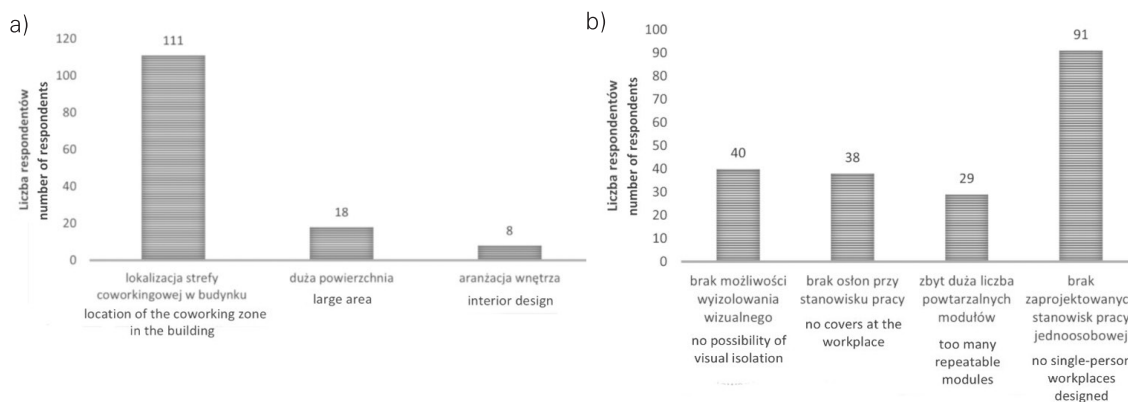 a)
Liczba respondentów
number of respondents
120
100
80
60
40
20
0
111
18
8
lokalizacja strefy
coworkingowej w budynku
location of the coworking zone
in the building
duża powierzchnia
large area
aranżacja wnętrza
interior design
b)
Liczba respondentów
number of respondents
100
90
80
70
60
50
40
30
20
10
0
40
38
29
91
brak możliwości
wyizolowania
wizualnego
no possibility of
visual isolation
brak osłon przy
stanowisku pracy
no covers at the
workplace
zbyt duża liczba
powtarzalnych
modułów
too many
repeatable
modules
brak
zaprojektowanyc
stanowisk pracy
jednoosobowej
no single-person
workplaces
designed